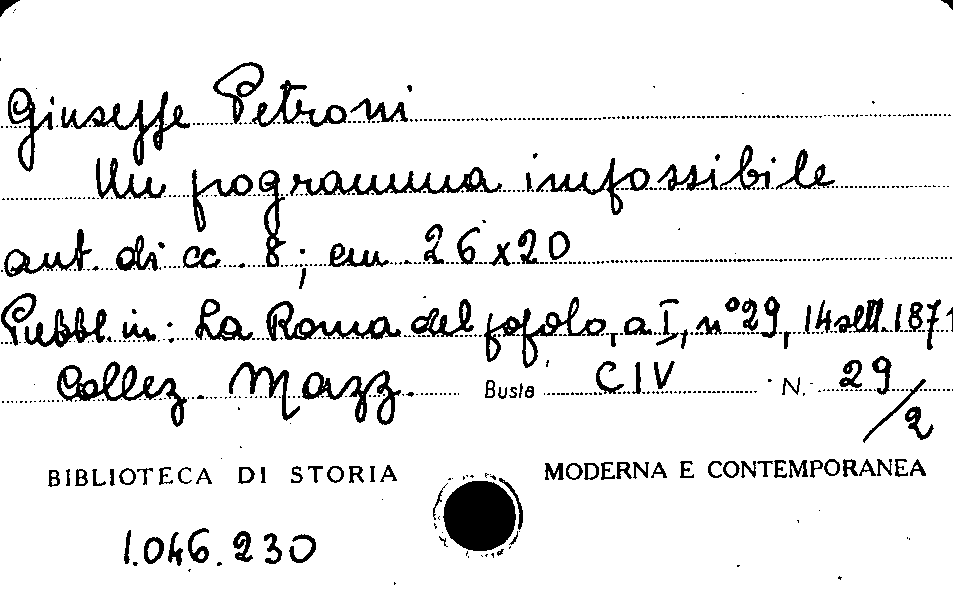 Giuseppe Petroni
Un pogramma impossibile
aut. di cc. 8; cm. 26x20
Pubbl. in: La Roma del popolo, a I, n° 29, 14 sett. 1871
Collez. Mazz. Busta CIV N. 29/2
BIBLIOTECA DI STORIA MODERNA E CONTEMPORANEA
1.046.230